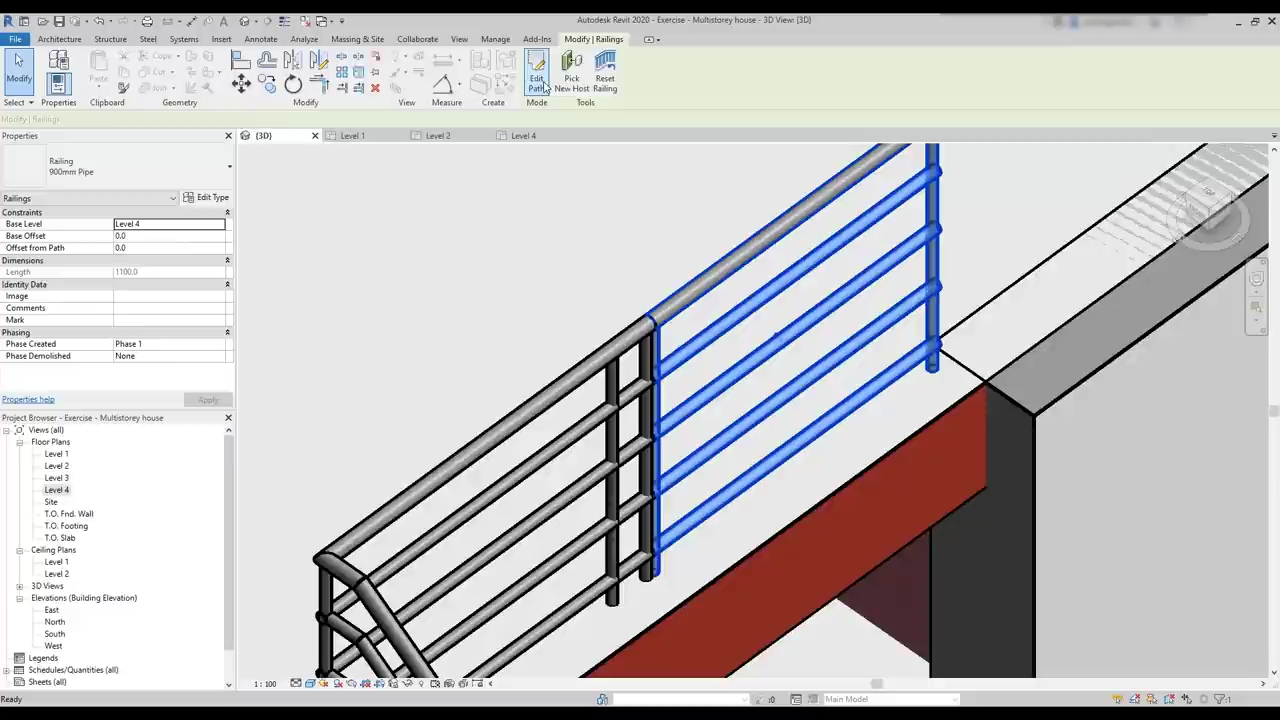 Autodesk Revit 2020 - Exercise - Multistorey house - 3D View: {3D}
File Architecture Structure Steel Systems Insert Annotate Analyze Massing & Site Collaborate View Manage Add-Ins Modify | Railings
Modify Paste Cope Cut Join Edit Path Pick New Host Reset Railing
Select Properties Clipboard Geometry Modify View Measure Create Mode Tools
Modify | Railings
Properties
{3D} Level 1 Level 2 Level 4
Railing
900mm Pipe
Railings Edit Type
Constraints
Base Level Level 4
Base Offset 0.0
Offset from Path 0.0
Dimensions
Length 1100.0
Identity Data
Image
Comments
Mark
Phasing
Phase Created Phase 1
Phase Demolished None
Properties help Apply
Project Browser - Exercise - Multistorey house
Views (all)
Floor Plans
Level 1
Level 2
Level 3
Level 4
Site
T.O. Fnd. Wall
T.O. Footing
T.O. Slab
Ceiling Plans
Level 1
Level 2
3D Views
Elevations (Building Elevation)
East
North
South
West
Legends
Schedules/Quantities (all)
Sheets (all)
TOP
1 : 100
Ready :0 Main Model :1